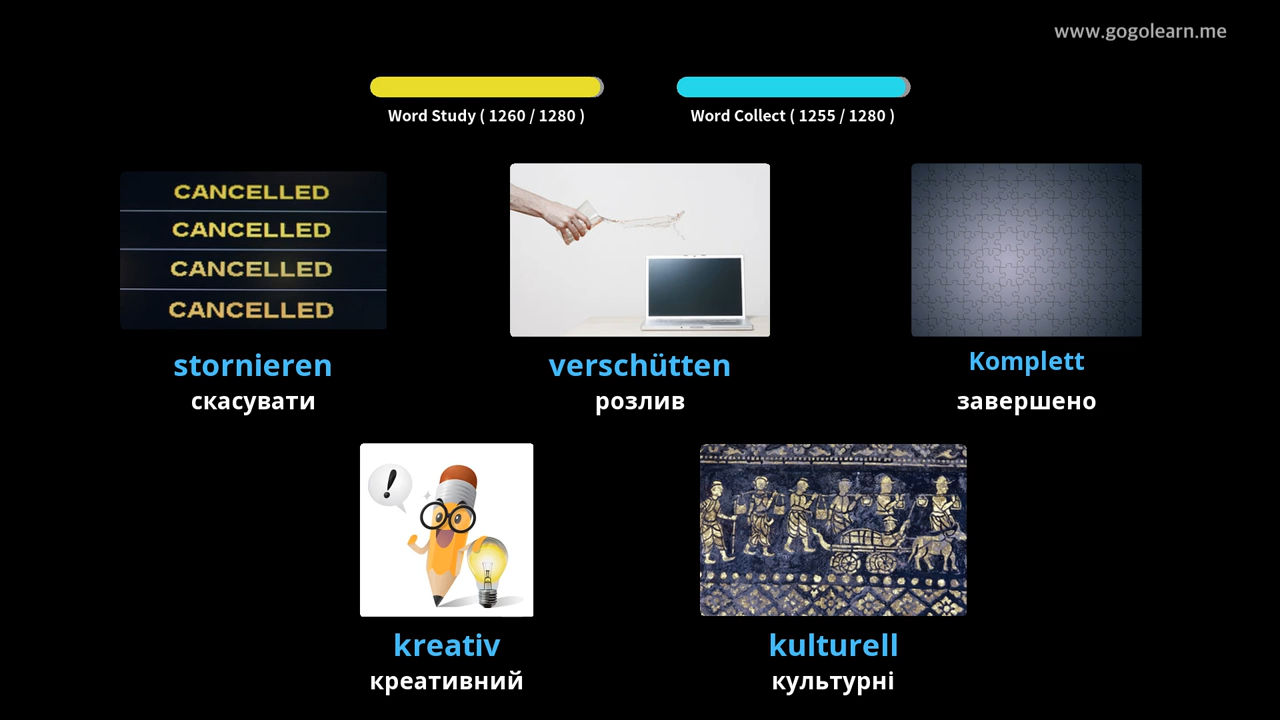 www.gogolearn.me
Word Study ( 1260 / 1280 )
Word Collect ( 1255 / 1280 )
CANCELLED
CANCELLED
CANCELLED
CANCELLED
stornieren
скасувати
verschütten
розлив
Komplett
завершено
!
kreativ
креативний
kulturell
культурні